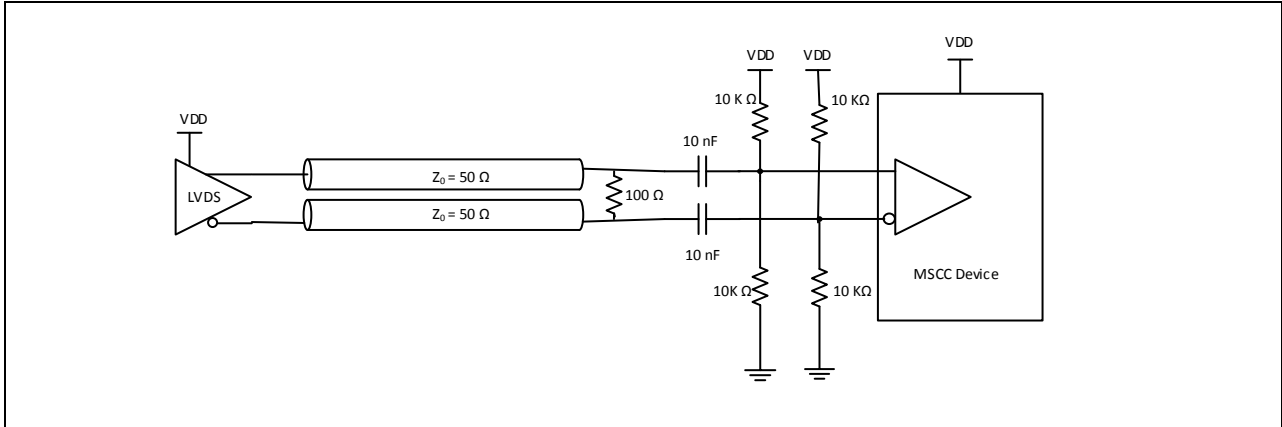 VDD
VDD
VDD
10 K Ω
10 KΩ
VDD
10 nF
LVDS
Z0 = 50 Ω
100 Ω
Z0 = 50 Ω
10 nF
MSCC Device
10K Ω
10 KΩ